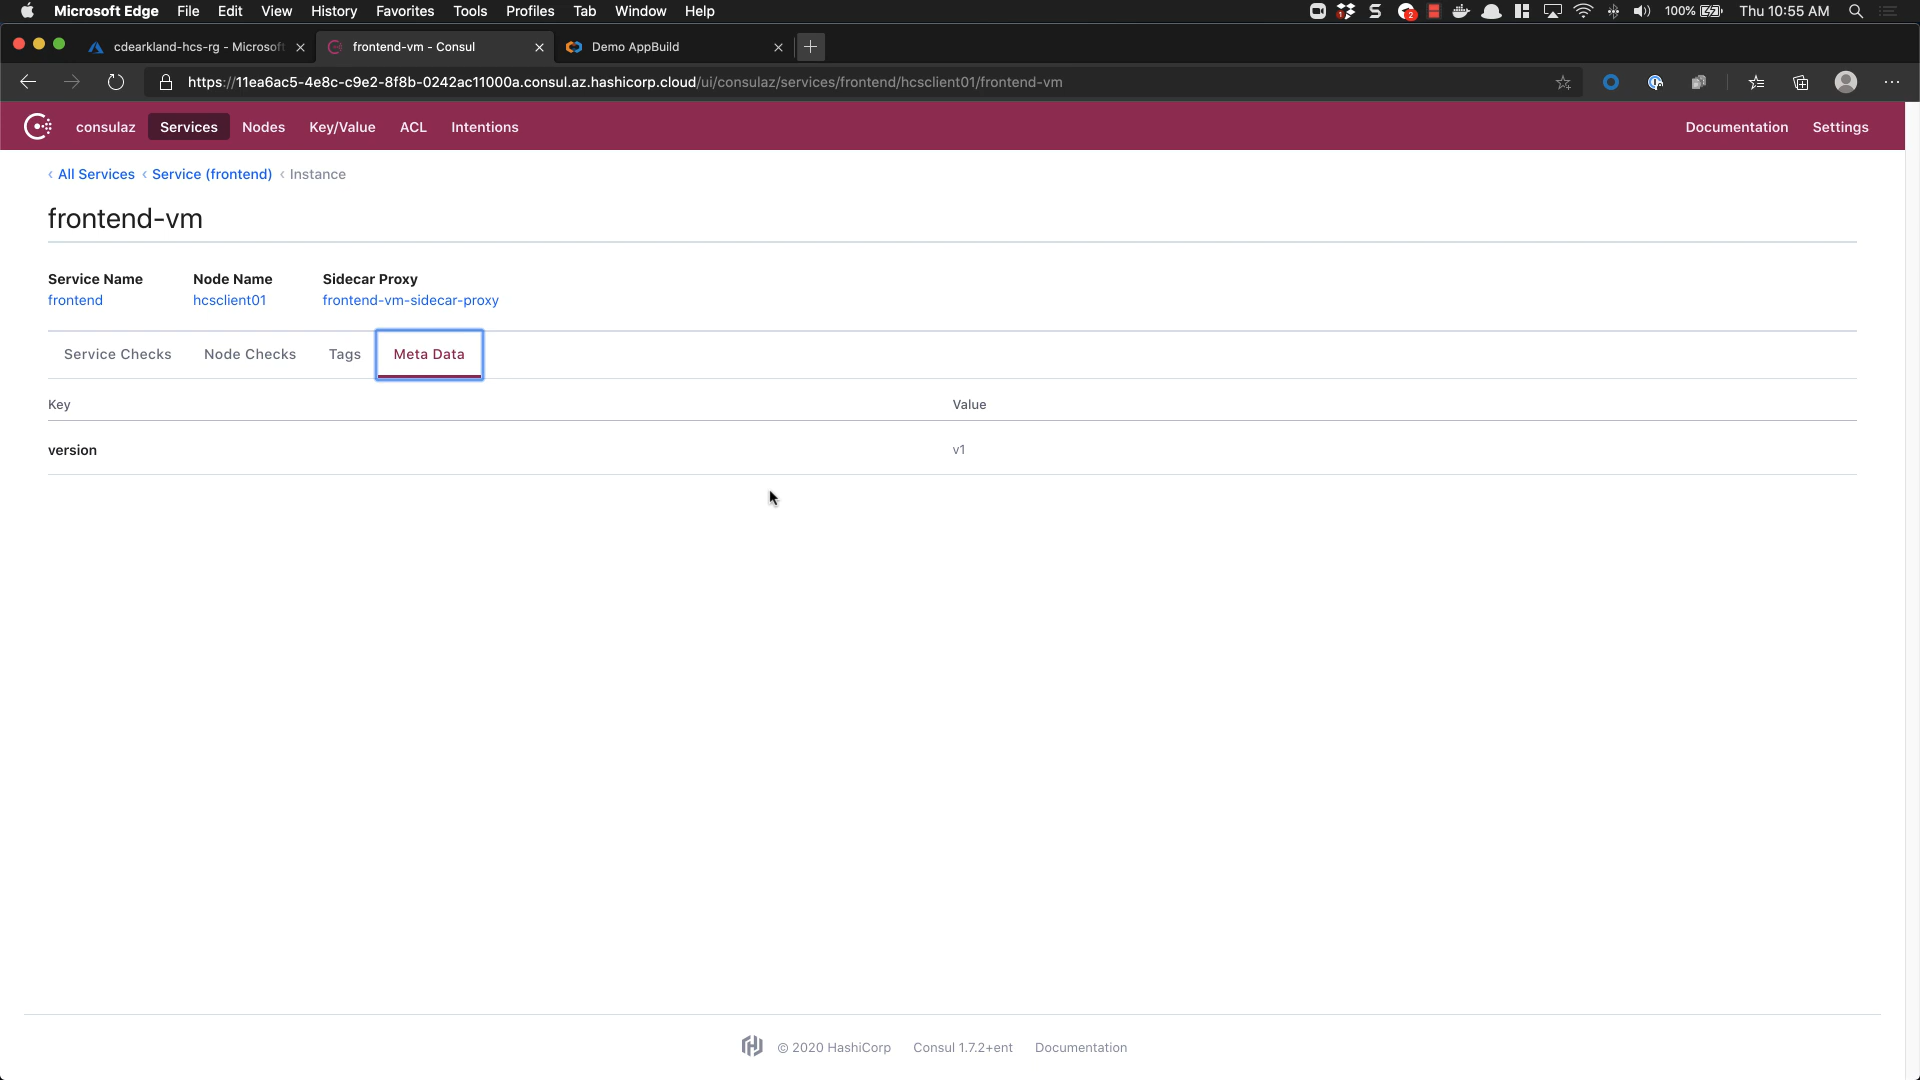 Microsoft Edge File Edit View History Favorites Tools Profiles Tab Window Help 100% Thu 10:55 AM
cdearkland-hcs-rg - Microsoft frontend-vm - Consul Demo AppBuild
https://11ea6ac5-4e8c-c9e2-8f8b-0242ac11000a.consul.az.hashicorp.cloud/ui/consulaz/services/frontend/hcsclient01/frontend-vm
consulaz Services Nodes Key/Value ACL Intentions Documentation Settings
‹ All Services ‹ Service (frontend) ‹ Instance
frontend-vm
Service Name Node Name Sidecar Proxy
frontend hcsclient01 frontend-vm-sidecar-proxy
Service Checks Node Checks Tags Meta Data
Key Value
version v1
© 2020 HashiCorp Consul 1.7.2+ent Documentation